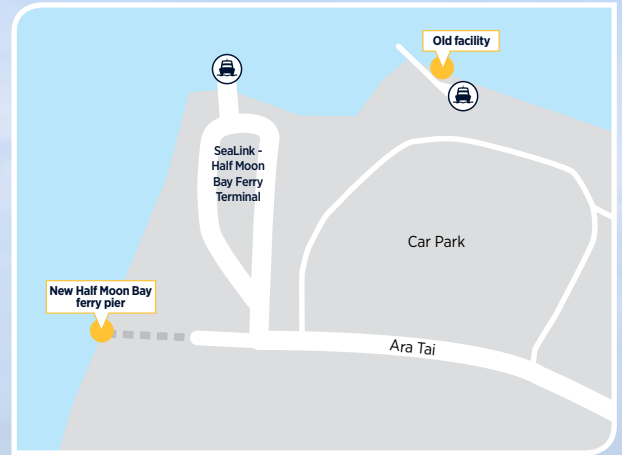 Old facility
SeaLink -
Half Moon
Bay Ferry
Terminal
Car Park
New Half Moon Bay
ferry pier
Ara Tai